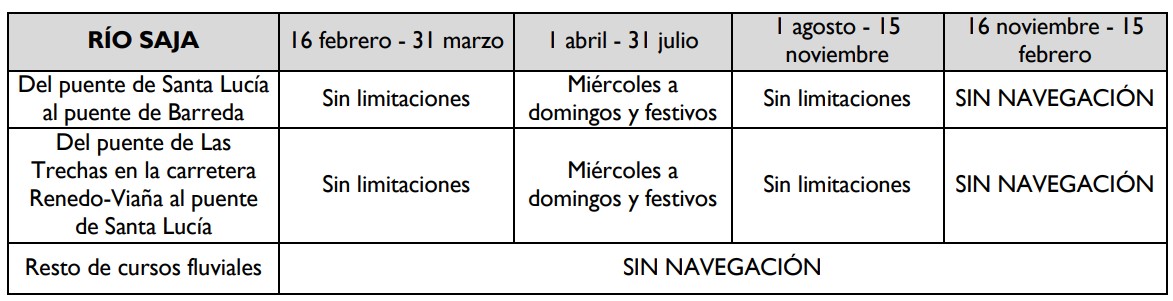 RÍO SAJA
16 febrero - 31 marzo
1 abril - 31 julio
1 agosto - 15
noviembre
16 noviembre - 15
febrero
Del puente de Santa Lucía
al puente de Barreda
Sin limitaciones
Miércoles a
domingos y festivos
Sin limitaciones
SIN NAVEGACIÓN
Del puente de Las
Trechas en la carretera
Renedo-Viaña al puente
de Santa Lucía
Sin limitaciones
Miércoles a
domingos y festivos
Sin limitaciones
SIN NAVEGACIÓN
Resto de cursos fluviales
SIN NAVEGACIÓN